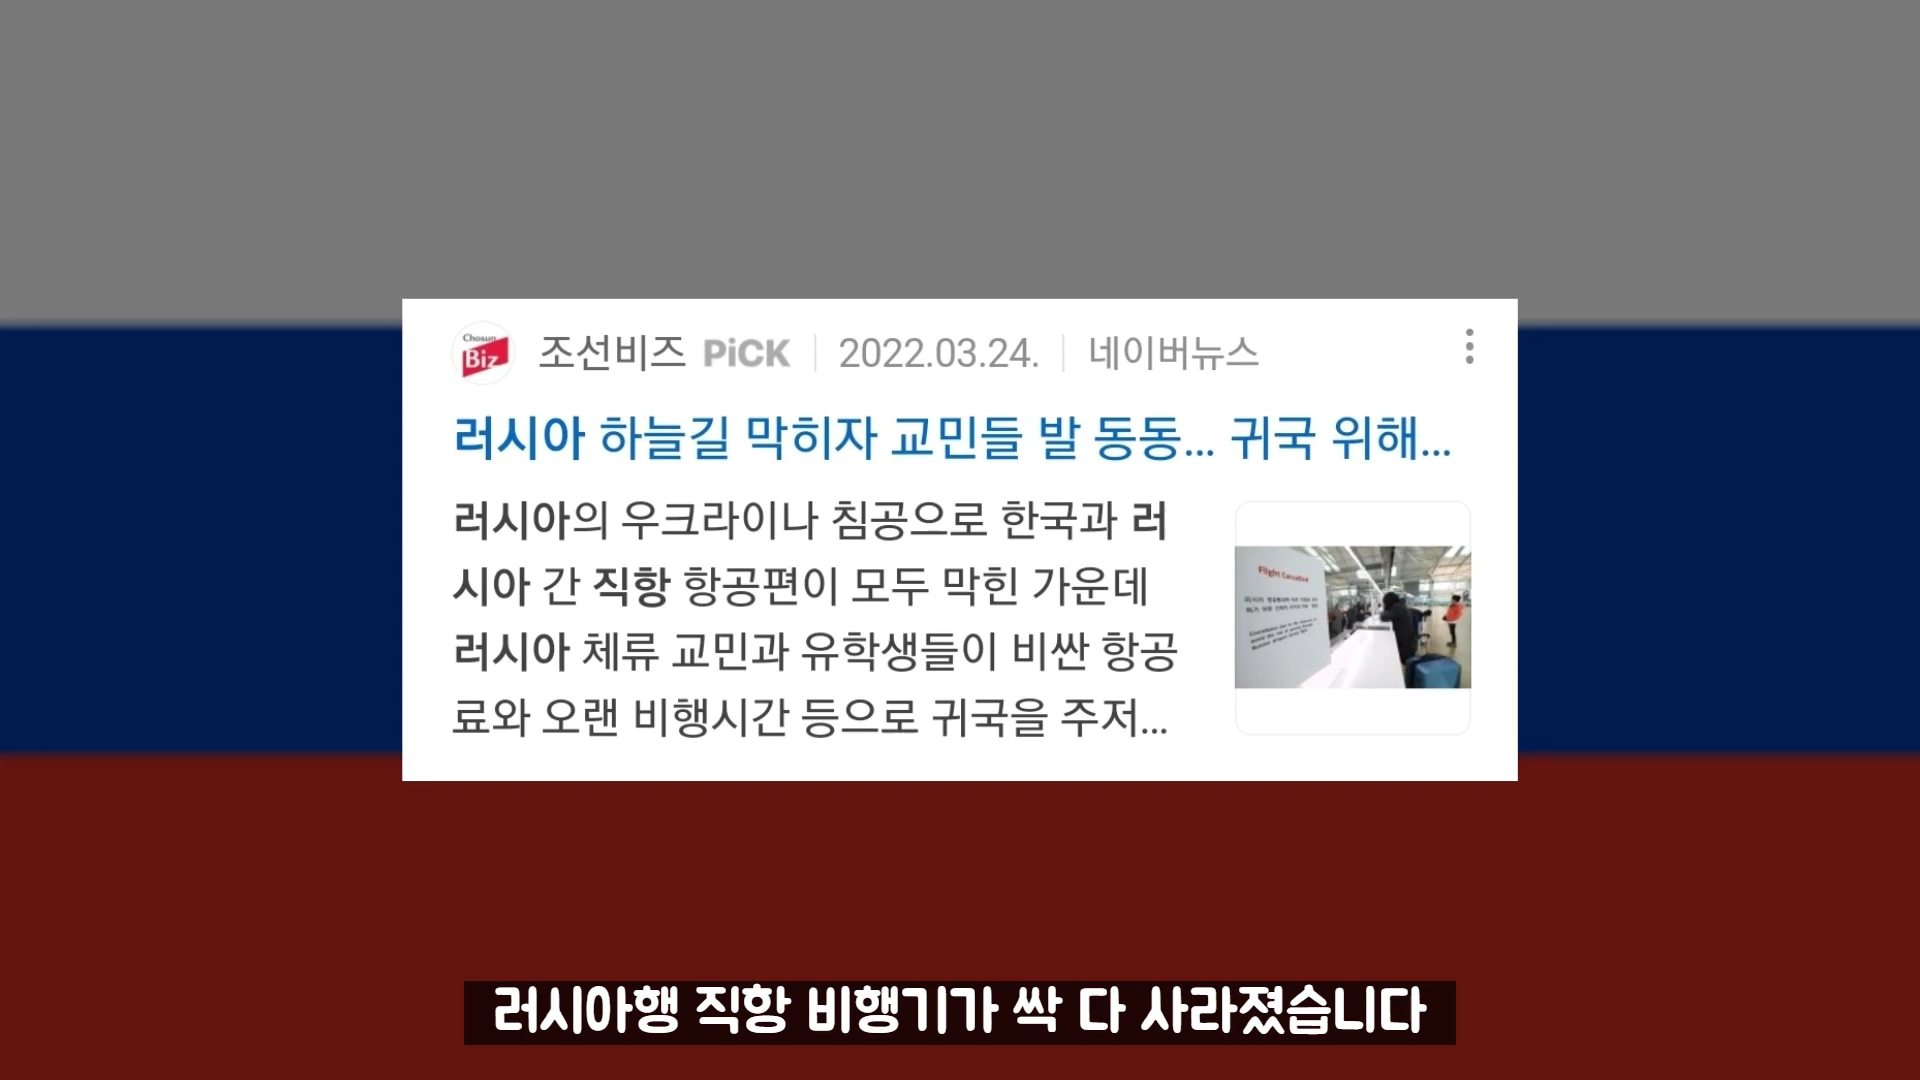 Chosun
Biz
조선비즈 PiCK 2022.03.24. 네이버뉴스
러시아 하늘길 막히자 교민들 발 동동... 귀국 위해...
러시아의 우크라이나 침공으로 한국과 러
시아 간 직항 항공편이 모두 막힌 가운데
러시아 체류 교민과 유학생들이 비싼 항공
료와 오랜 비행시간 등으로 귀국을 주저...
Flight Cancelled
러시아행 직항 비행기가 싹 다 사라졌습니다